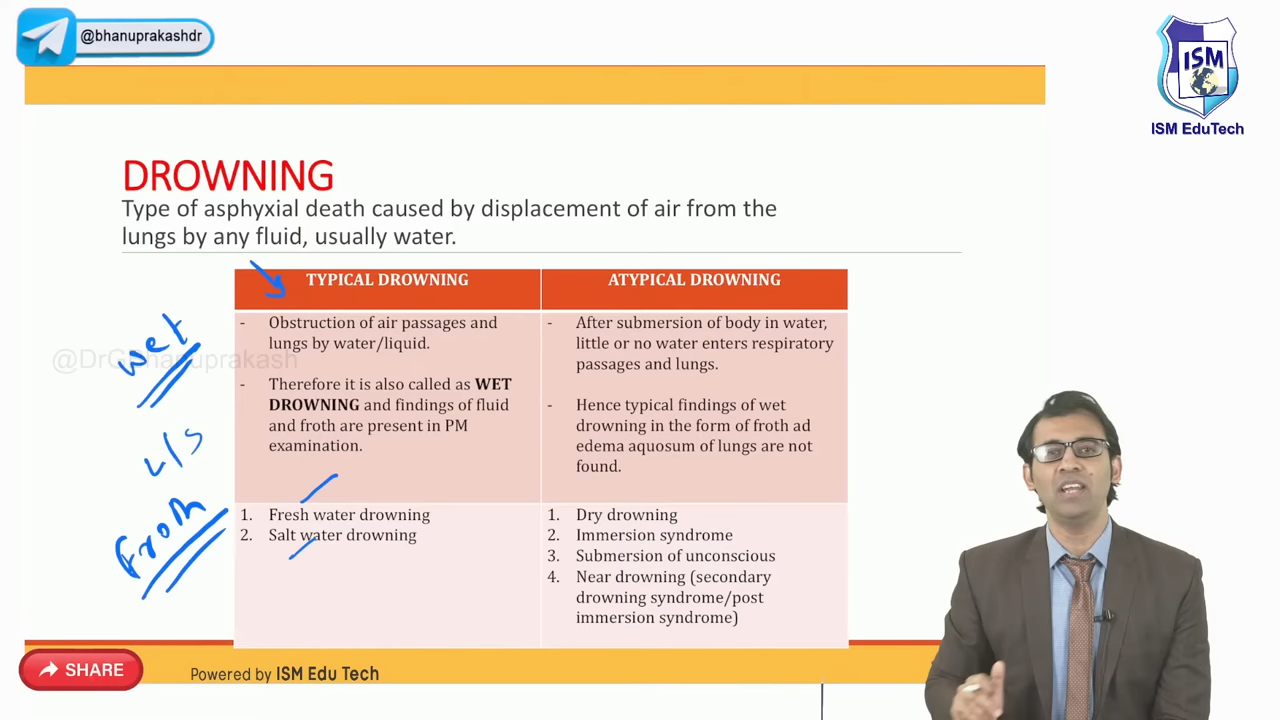 @bhanuprakashdr
ISM
ISM EduTech
DROWNING
Type of asphyxial death caused by displacement of air from the
lungs by any fluid, usually water.
TYPICAL DROWNING
ATYPICAL DROWNING
- Obstruction of air passages and
lungs by water/liquid.
- Therefore it is also called as WET
DROWNING and findings of fluid
and froth are present in PM
examination.
- After submersion of body in water,
little or no water enters respiratory
passages and lungs.
- Hence typical findings of wet
drowning in the form of froth ad
edema aquosum of lungs are not
found.
1. Fresh water drowning
2. Salt water drowning
1. Dry drowning
2. Immersion syndrome
3. Submersion of unconscious
4. Near drowning (secondary
drowning syndrome/post
immersion syndrome)
wet
Froth
@DrGBhanuprakash
SHARE
Powered by ISM Edu Tech